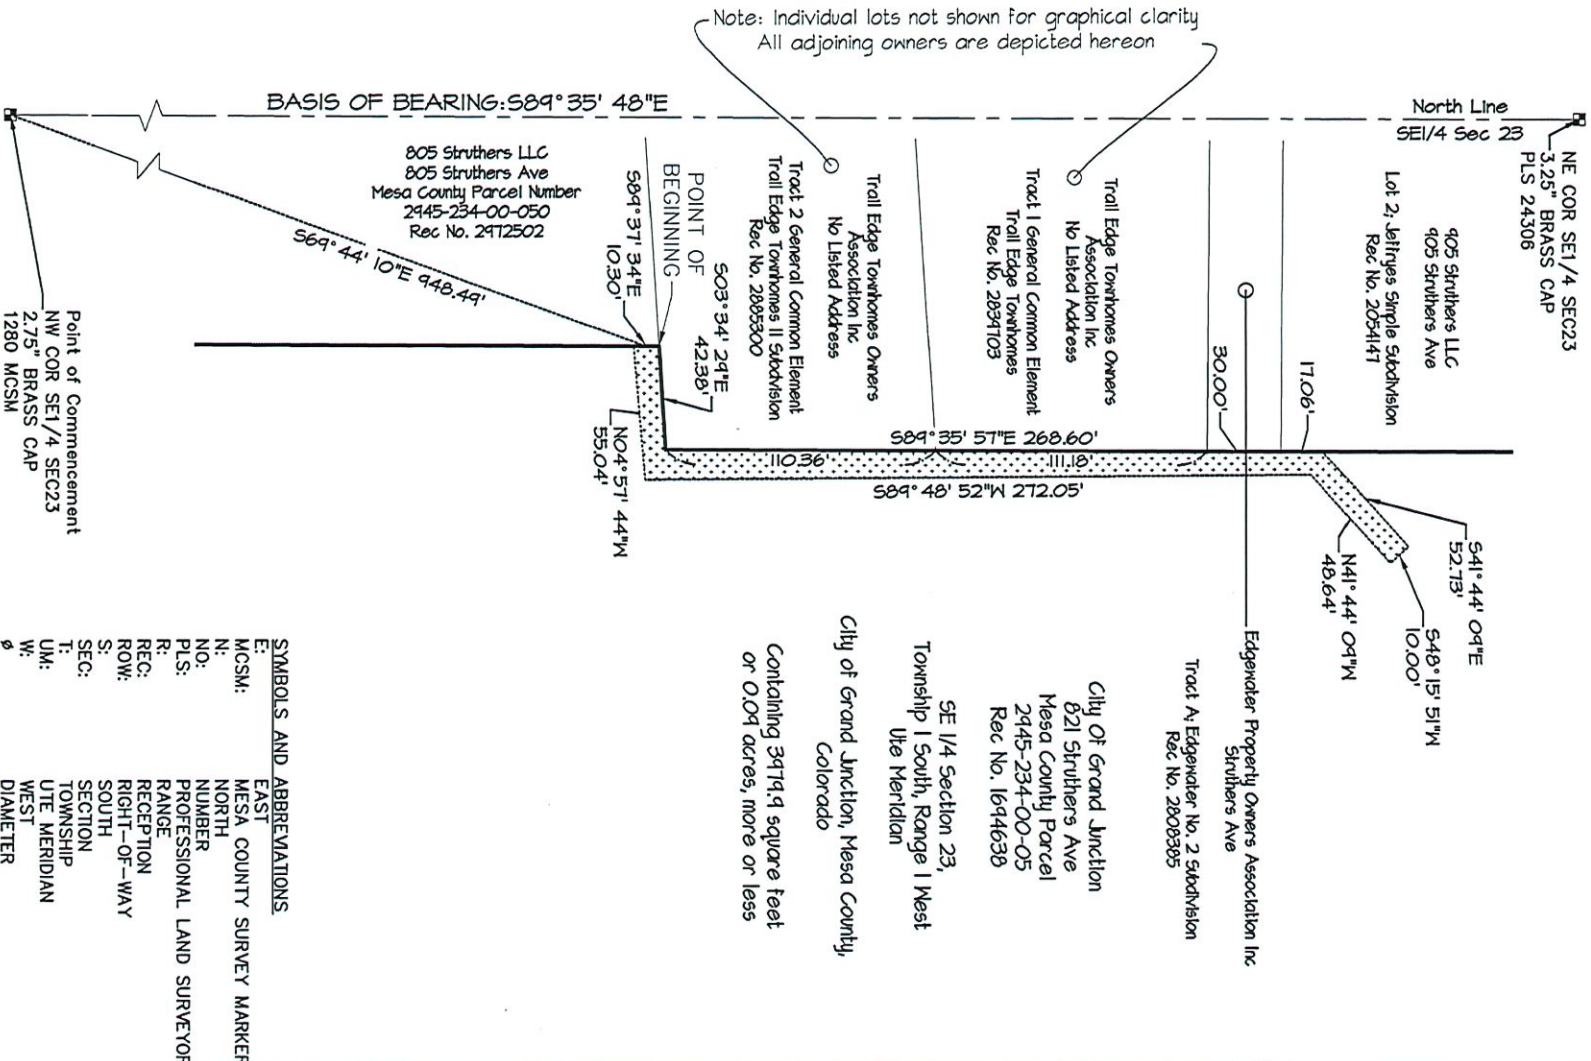 Note: Individual lots not shown for graphical clarity
All adjoining owners are depicted hereon
BASIS OF BEARING:S89°35' 48"E
North Line
SE1/4 Sec 23
NE COR SE1/4 SEC23
3.25" BRASS CAP
PLS 24306
805 Struthers LLC
805 Struthers Ave
Mesa County Parcel Number
2945-234-00-050
Rec No. 2972502
S69°44' 10"E 948.49'
S89°37' 34"E
10.30'
POINT OF
BEGINNING
S03°34' 29"E
42.38'
Trail Edge Townhomes Owners
Association Inc
No Listed Address
Tract 2 General Common Element
Trail Edge Townhomes II Subdivision
Rec No. 2885300
Trail Edge Townhomes Owners
Association Inc
No Listed Address
Tract 1 General Common Element
Trail Edge Townhomes
Rec No. 2839703
905 Struthers LLC
905 Struthers Ave
Lot 2, Jeffryes Simple Subdivision
Rec No. 2054147
30.00'
17.06'
S89°35' 57"E 268.60'
110.36'
111.18'
S89°48' 52"W 272.05'
N04°57' 44"W
55.04'
S41°44' 09"E
52.73'
S48°15' 51"W
10.00'
N41°44' 09"W
48.64'
Edgewater Property Owners Association Inc
Struthers Ave
Tract A, Edgewater No. 2 Subdivision
Rec No. 2808385
City Of Grand Junction
821 Struthers Ave
Mesa County Parcel
2945-234-00-05
Rec No. 1694638
SE 1/4 Section 23,
Township 1 South, Range 1 West
Ute Meridian
City of Grand Junction, Mesa County,
Colorado
Containing 3979.9 square feet
or 0.09 acres, more or less
Point of Commencement
NW COR SE1/4 SEC23
2.75" BRASS CAP
1280 MCSM
SYMBOLS AND ABBREVIATIONS
E: EAST
MCSM: MESA COUNTY SURVEY MARKER
N: NORTH
NO: NUMBER
PLS: PROFESSIONAL LAND SURVEYOR
R: RANGE
REC: RECEPTION
ROW: RIGHT-OF-WAY
S: SOUTH
SEC: SECTION
T: TOWNSHIP
UM: UTE MERIDIAN
W: WEST
ø DIAMETER